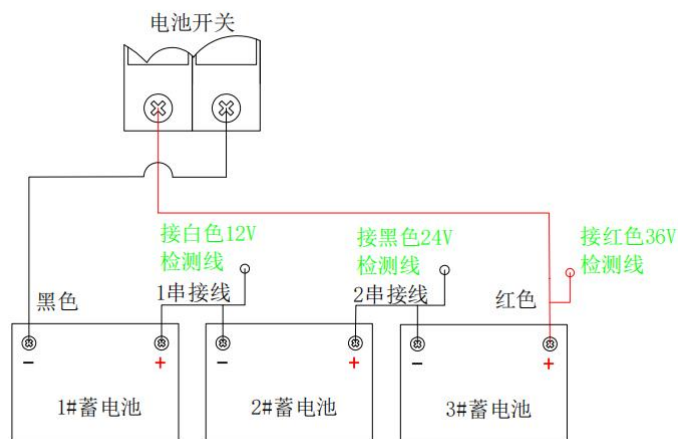 电池开关
接白色12V
检测线
接黑色24V
检测线
接红色36V
检测线
黑色
1串接线
2串接线
红色
- + - + - +
1#蓄电池
2#蓄电池
3#蓄电池